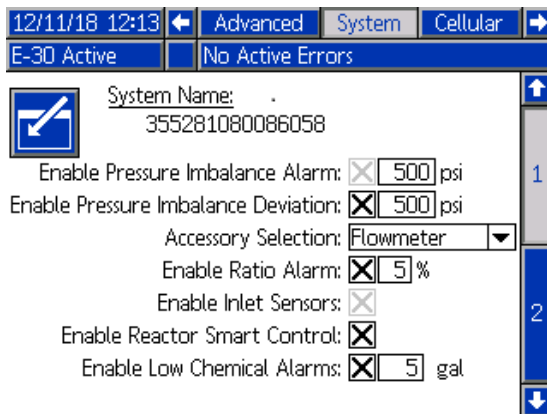 12/11/18 12:13 Advanced System Cellular
E-30 Active No Active Errors
System Name:
355281080086058
Enable Pressure Imbalance Alarm: 500 psi
Enable Pressure Imbalance Deviation: 500 psi
Accessory Selection: Flowmeter
Enable Ratio Alarm: 5 %
Enable Inlet Sensors:
Enable Reactor Smart Control:
Enable Low Chemical Alarms: 5 gal
1
2